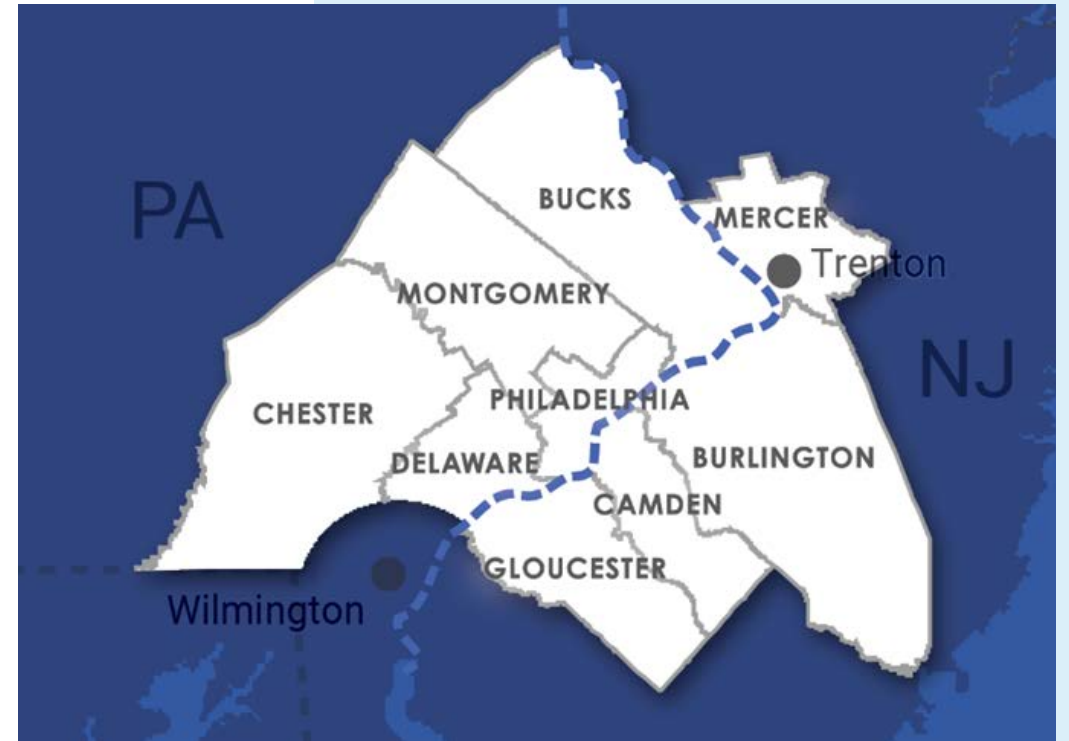 BUCKS
PA
MERCER
Trenton
MONTGOMERY
NJ
PHILADELPHIA
CHESTER
DELAWARE
BURLINGTON
CAMDEN
GLOUCESTER
Wilmington